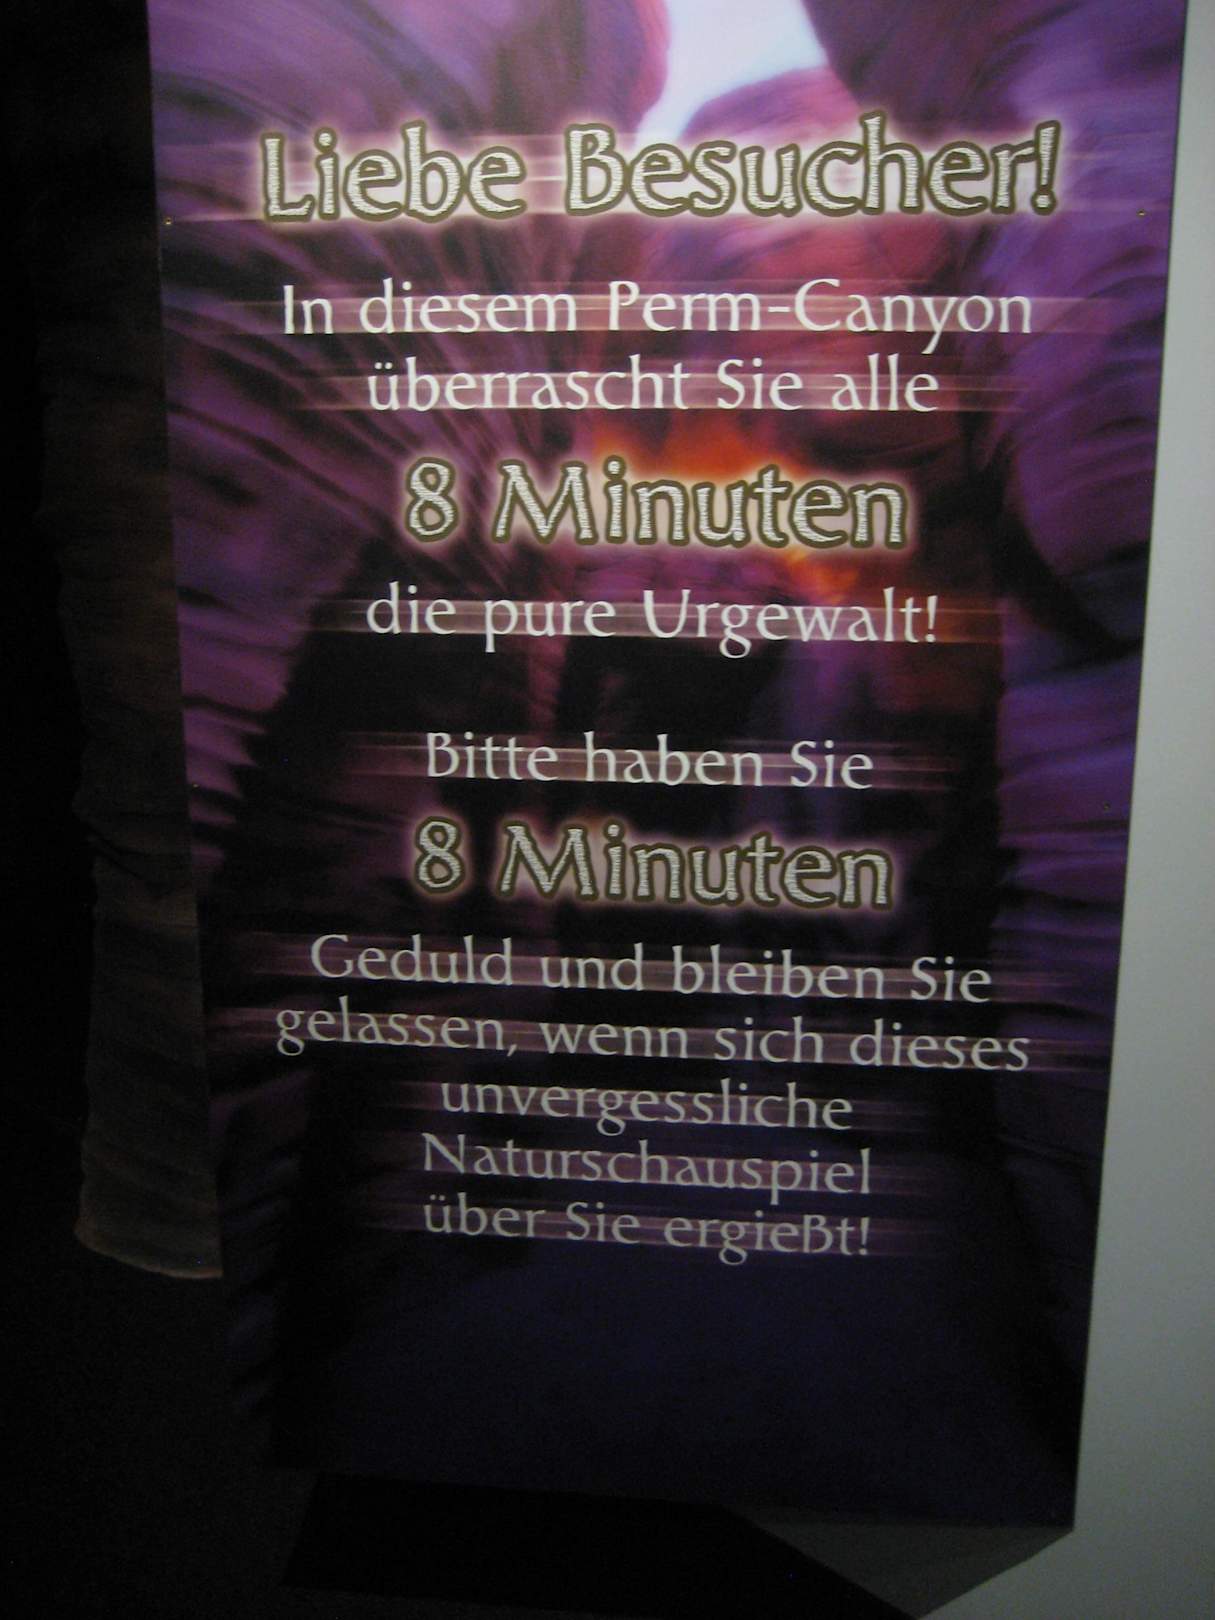 Liebe Besucher!
In diesem Perm-Canyon
überrascht Sie alle
8 Minuten
die pure Urgewalt!
Bitte haben Sie
8 Minuten
Geduld und bleiben Sie
gelassen, wenn sich dieses
unvergessliche
Naturschauspiel
über Sie ergießt!